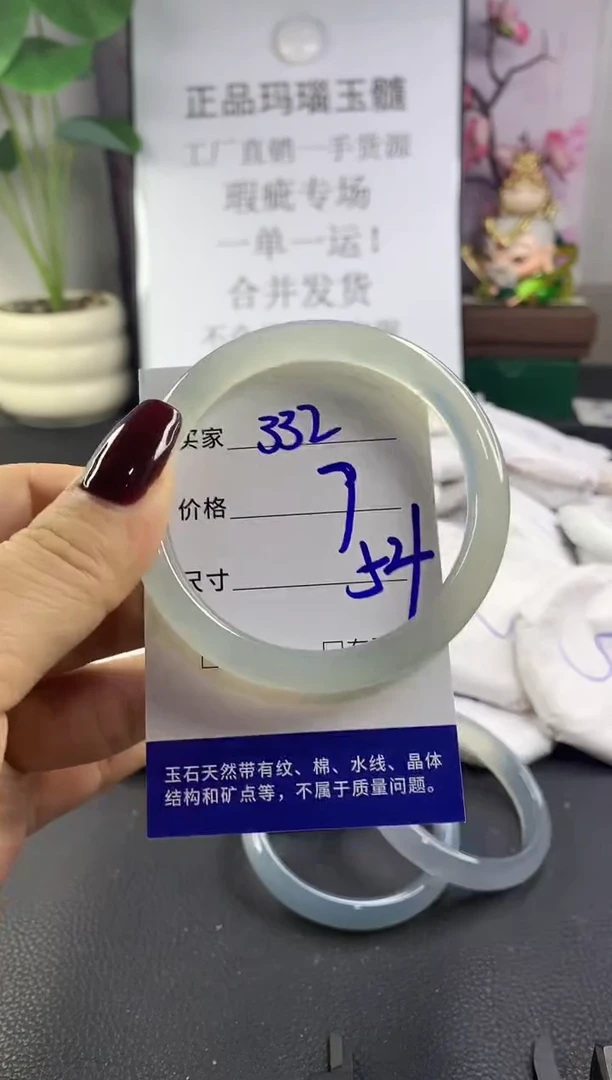 正品玛瑙玉髓
工厂直销一手货源
瑕疵专场
一单一运！
合并发货
买家 332
价格 7
尺寸 54
玉石天然带有纹、棉、水线、晶体
结构和矿点等，不属于质量问题。